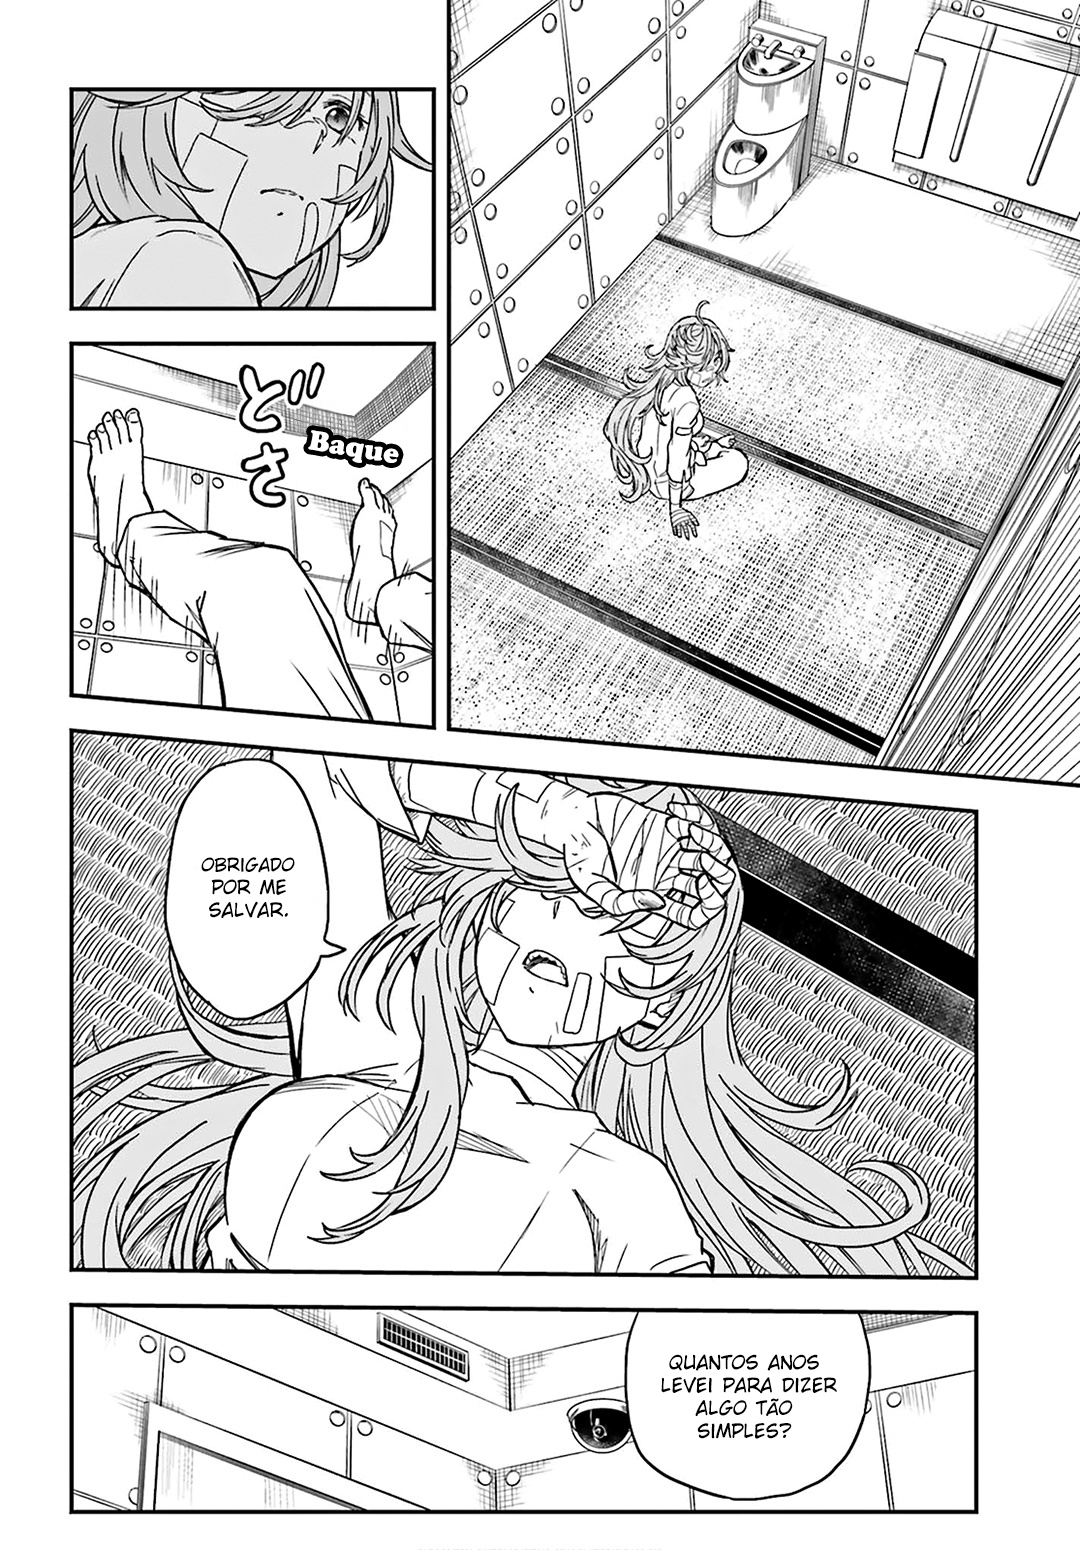 どさ
Baque
OBRIGADO
POR ME
SALVAR.
QUANTOS ANOS
LEVEI PARA DIZER
ALGO TÃO
SIMPLES?